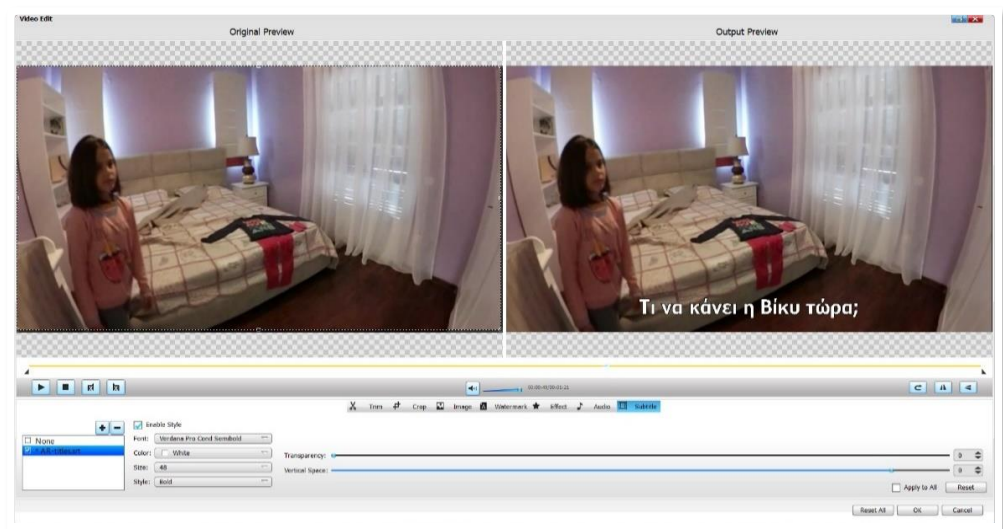 Video Edit
Original Preview
Output Preview
Τι να κάνει η Βίκυ τώρα;
Trim Crop Image Watermark Effect Audio Subtitle
Enable Style
None
Font: Verdana Pro Cond Semibold
Color: White
Size: 48
Style: Bold
Transparency: 0
Vertical Space: 0
Apply to All Reset
Reset All OK Cancel